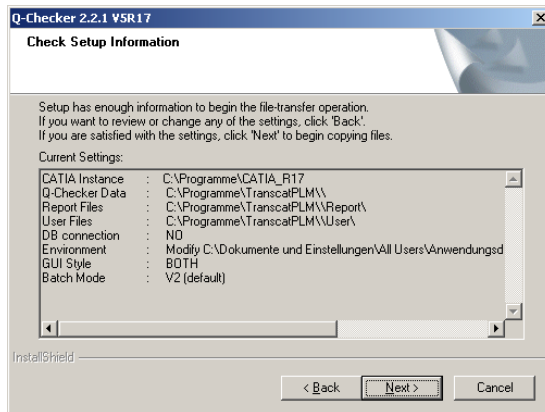 Q-Checker 2.2.1 V5R17
Check Setup Information
Setup has enough information to begin the file-transfer operation.
If you want to review or change any of the settings, click 'Back'.
If you are satisfied with the settings, click 'Next' to begin copying files.
Current Settings:
CATIA Instance : C:\Programme\CATIA_R17
Q-Checker Data : C:\Programme\TranscatPLM\\
Report Files : C:\Programme\TranscatPLM\\Report\
User Files : C:\Programme\TranscatPLM\\User\
DB connection : NO
Environment : Modify C:\Dokumente und Einstellungen\All Users\Anwendungsd
GUI Style : BOTH
Batch Mode : V2 (default)
InstallShield
< Back Next > Cancel